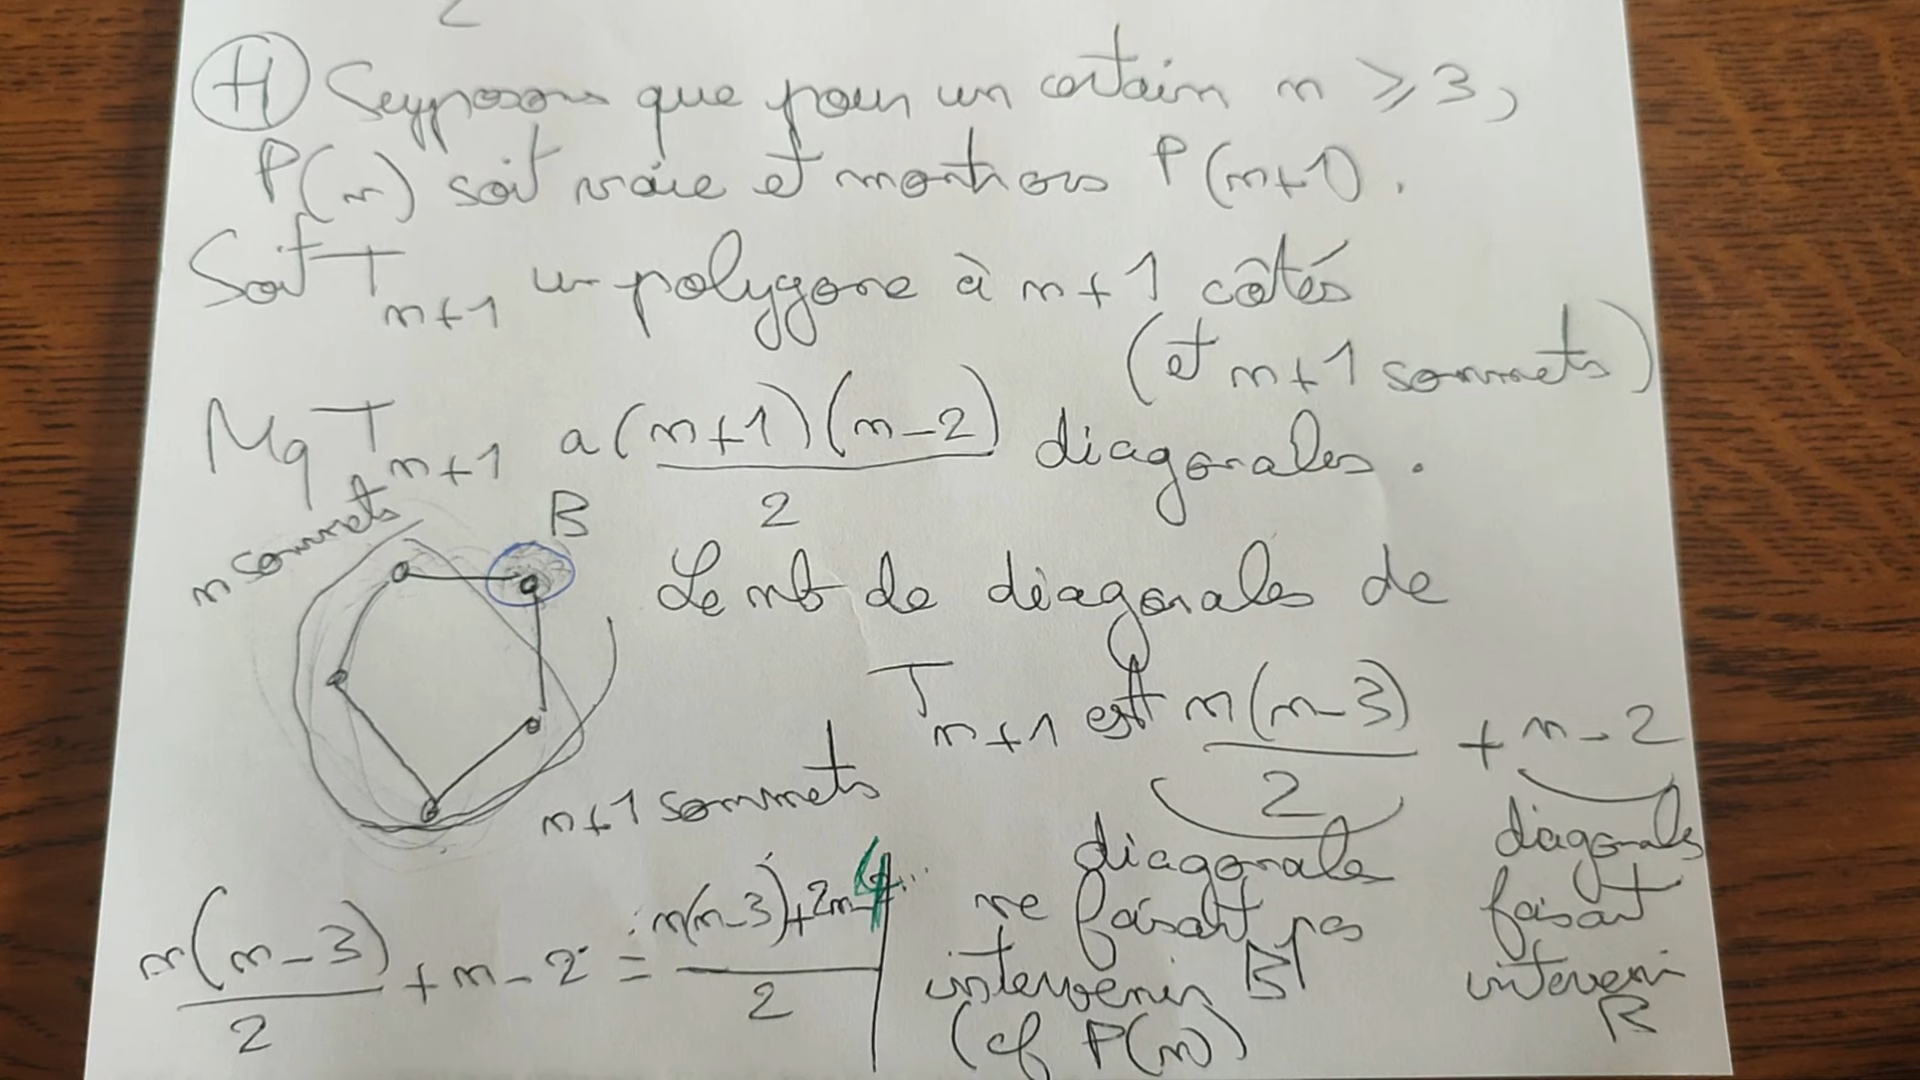 H Supposons que pour un certain n ⩾ 3,
P(n) soit vraie et montrons P(n+1).
Soit T_{n+1} un polygone à n+1 côtés
(et n+1 sommets)
Mq T_{n+1} a (n+1)(n-2)/2 diagonales.
n sommets
B
Le nb de diagonales de
T_{n+1} est n(n-3)/2 + n-2
n+1 sommets
diagonales
ne faisant pas
intervenir B
(cf P(n))
diagonales
faisant
intervenir
B
n(n-3)/2 + n-2 = (n(n-3)+2n-4)/2